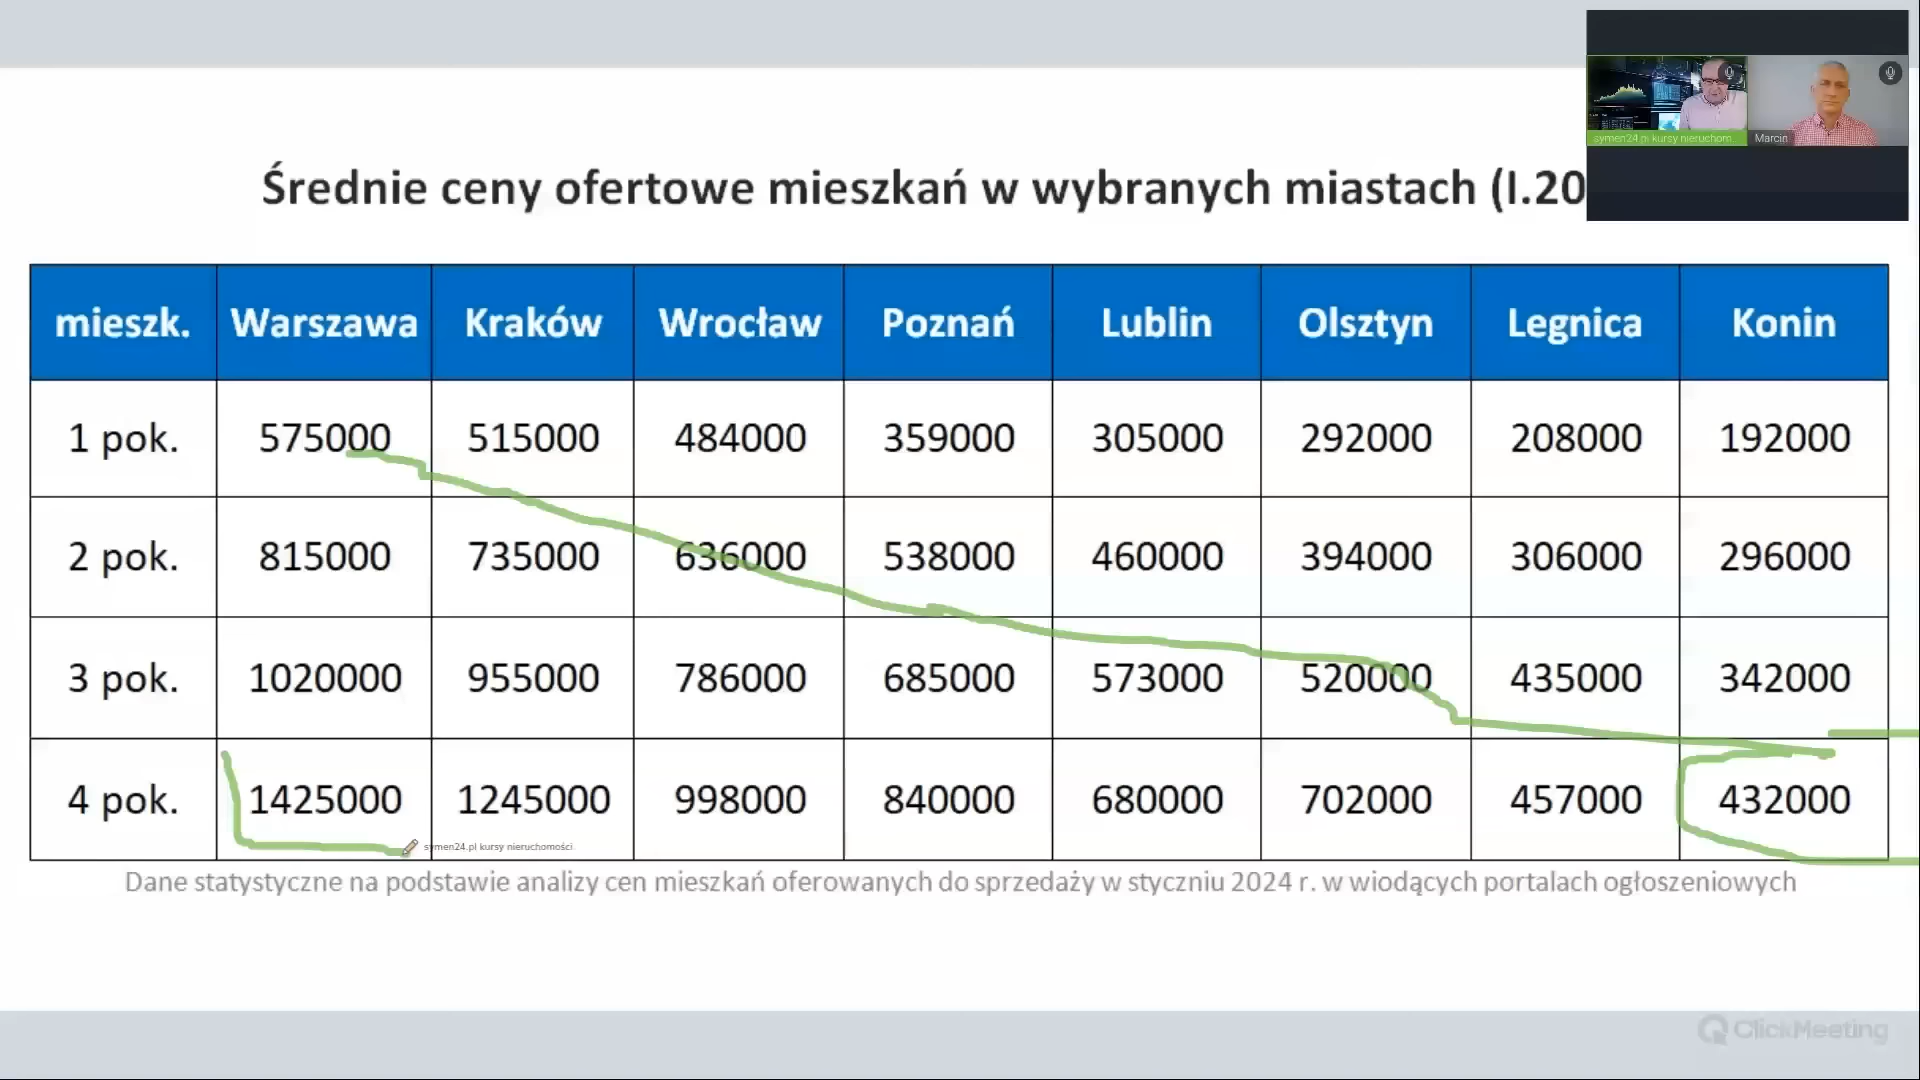 symen24.pl kursy nieruchom...
Marcin
Średnie ceny ofertowe mieszkań w wybranych miastach (I.20
mieszk. Warszawa Kraków Wrocław Poznań Lublin Olsztyn Legnica Konin
1 pok. 575000 515000 484000 359000 305000 292000 208000 192000
2 pok. 815000 735000 636000 538000 460000 394000 306000 296000
3 pok. 1020000 955000 786000 685000 573000 520000 435000 342000
4 pok. 1425000 1245000 998000 840000 680000 702000 457000 432000
symen24.pl kursy nieruchomości
Dane statystyczne na podstawie analizy cen mieszkań oferowanych do sprzedaży w styczniu 2024 r. w wiodących portalach ogłoszeniowych
ClickMeeting